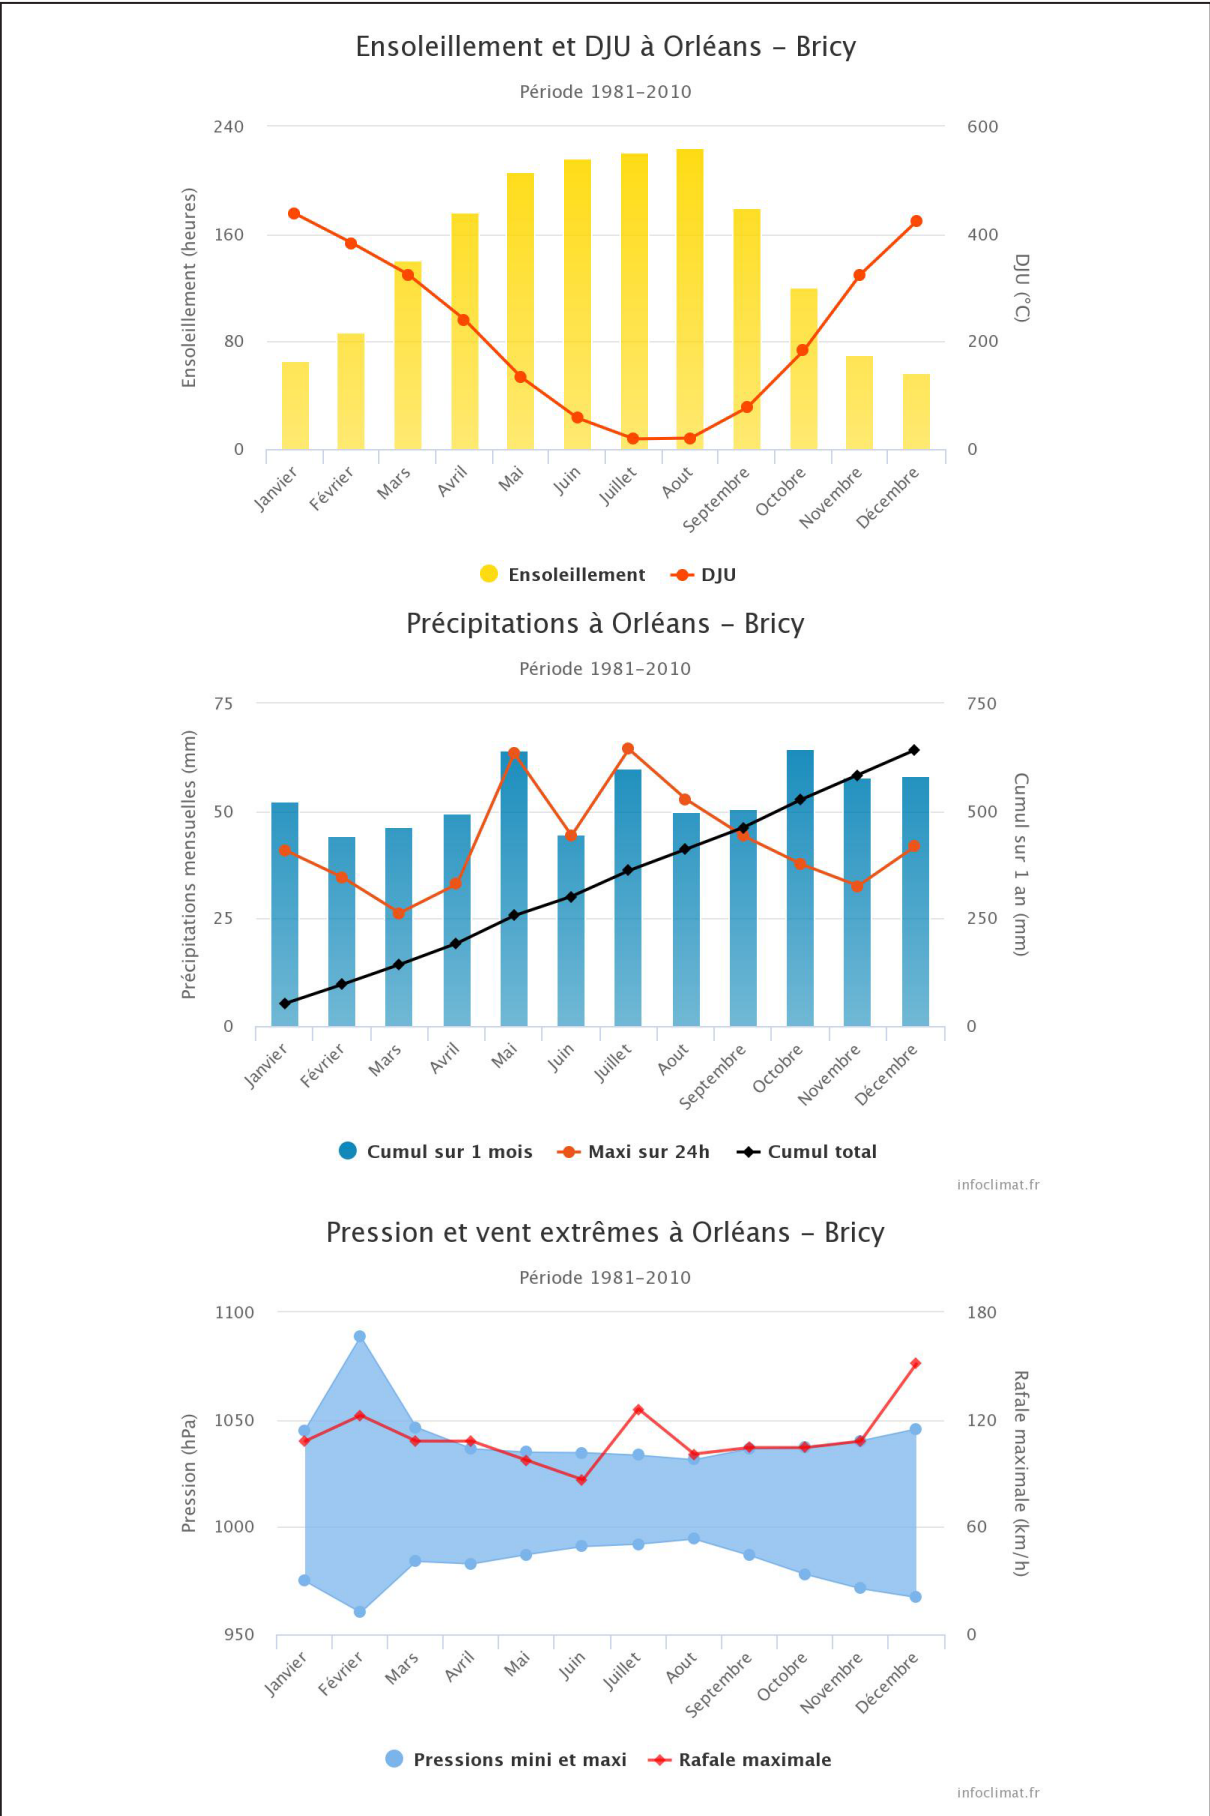 Ensoleillement et DJU à Orléans - Bricy
Période 1981-2010
240
160
80
0
Ensoleillement (heures)
600
400
200
0
DJU (°C)
Janvier
Février
Mars
Avril
Mai
Juin
Juillet
Aout
Septembre
Octobre
Novembre
Décembre
Ensoleillement DJU
Précipitations à Orléans - Bricy
Période 1981-2010
75
50
25
0
Précipitations mensuelles (mm)
750
500
250
0
Cumul sur 1 an (mm)
Janvier
Février
Mars
Avril
Mai
Juin
Juillet
Aout
Septembre
Octobre
Novembre
Décembre
Cumul sur 1 mois Maxi sur 24h Cumul total
infoclimat.fr
Pression et vent extrêmes à Orléans - Bricy
Période 1981-2010
1100
1050
1000
950
Pression (hPa)
180
120
60
0
Rafale maximale (km/h)
Janvier
Février
Mars
Avril
Mai
Juin
Juillet
Aout
Septembre
Octobre
Novembre
Décembre
Pressions mini et maxi Rafale maximale
infoclimat.fr